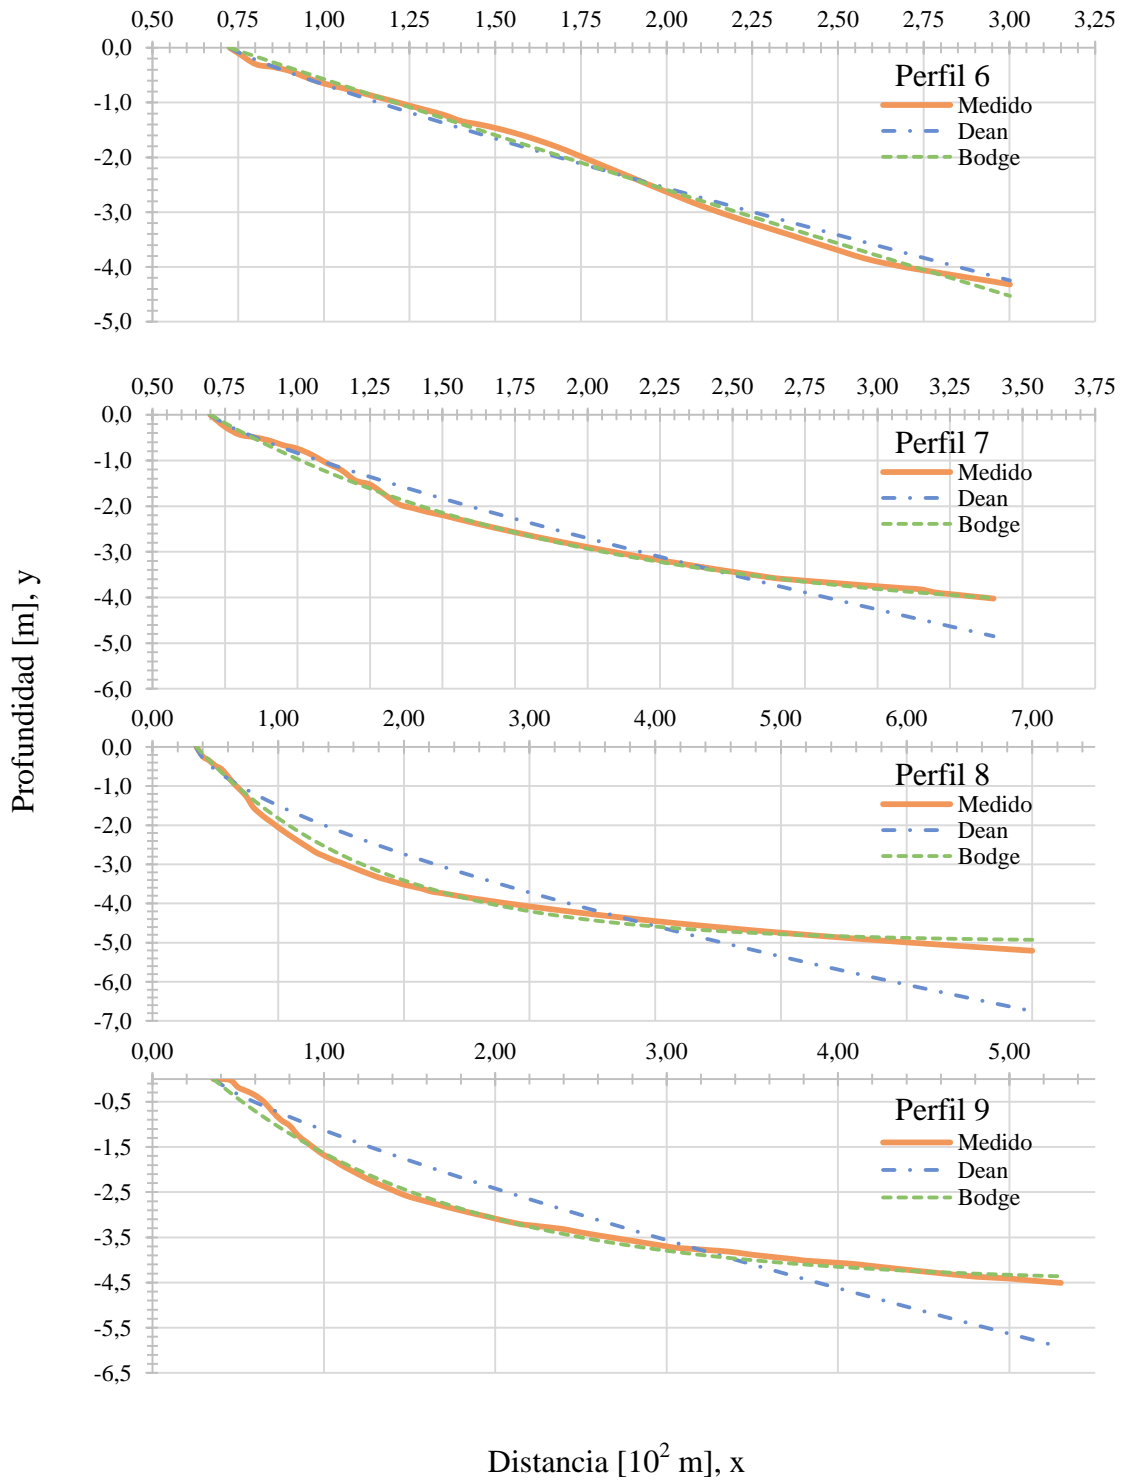 0,50 0,75 1,00 1,25 1,50 1,75 2,00 2,25 2,50 2,75 3,00 3,25
0,0
-1,0
-2,0
-3,0
-4,0
-5,0
Perfil 6
Medido
Dean
Bodge
0,50 0,75 1,00 1,25 1,50 1,75 2,00 2,25 2,50 2,75 3,00 3,25 3,50 3,75
0,0
-1,0
-2,0
-3,0
-4,0
-5,0
-6,0
Perfil 7
Medido
Dean
Bodge
Profundidad [m], y
0,00 1,00 2,00 3,00 4,00 5,00 6,00 7,00
0,0
-1,0
-2,0
-3,0
-4,0
-5,0
-6,0
-7,0
Perfil 8
Medido
Dean
Bodge
0,00 1,00 2,00 3,00 4,00 5,00
-0,5
-1,5
-2,5
-3,5
-4,5
-5,5
-6,5
Perfil 9
Medido
Dean
Bodge
Distancia [10² m], x